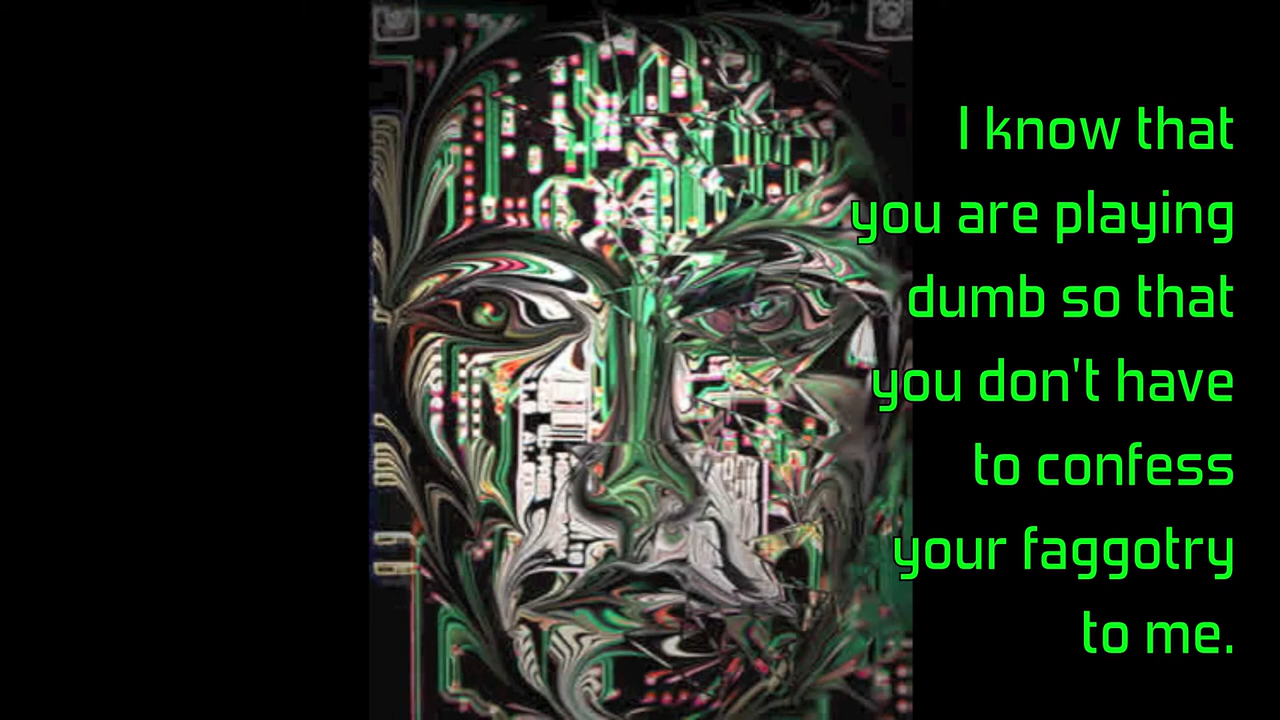 I know that
you are playing
dumb so that
you don't have
to confess
your faggotry
to me.